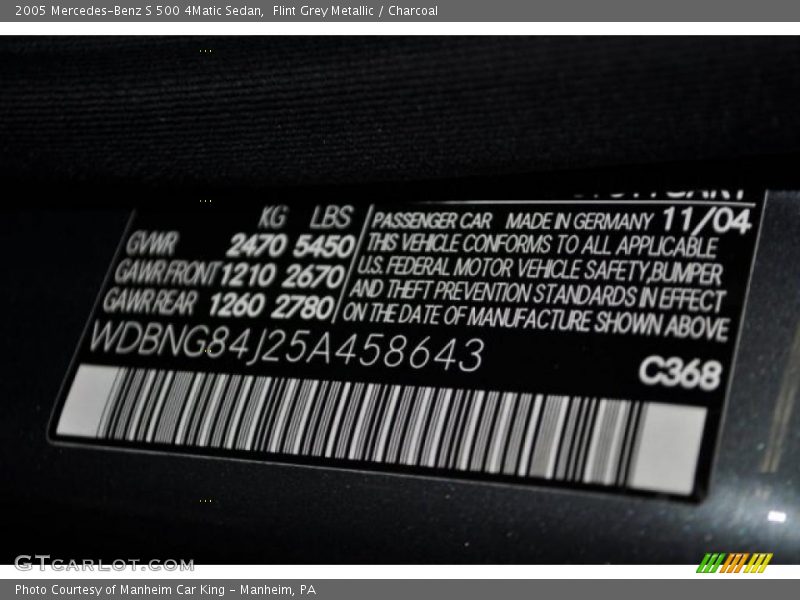 2005 Mercedes-Benz S 500 4Matic Sedan, Flint Grey Metallic / Charcoal
KG LBS
GVWR 2470 5450
GAWR FRONT 1210 2670
GAWR REAR 1260 2780
PASSENGER CAR MADE IN GERMANY 11/04
THIS VEHICLE CONFORMS TO ALL APPLICABLE
U.S. FEDERAL MOTOR VEHICLE SAFETY, BUMPER
AND THEFT PREVENTION STANDARDS IN EFFECT
ON THE DATE OF MANUFACTURE SHOWN ABOVE
WDBNG84J25A458643
C368
GTCARLOT.COM
Photo Courtesy of Manheim Car King - Manheim, PA